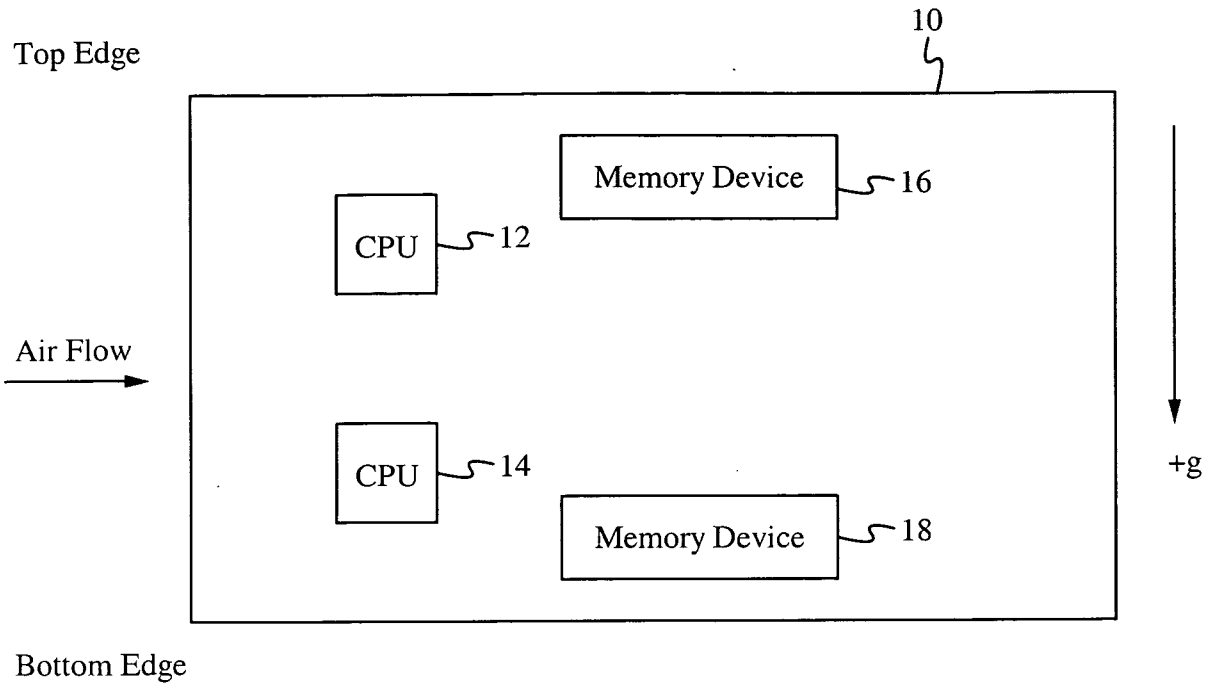 10
Top Edge
Memory Device
16
CPU
12
Air Flow
CPU
14
+g
Memory Device
18
Bottom Edge